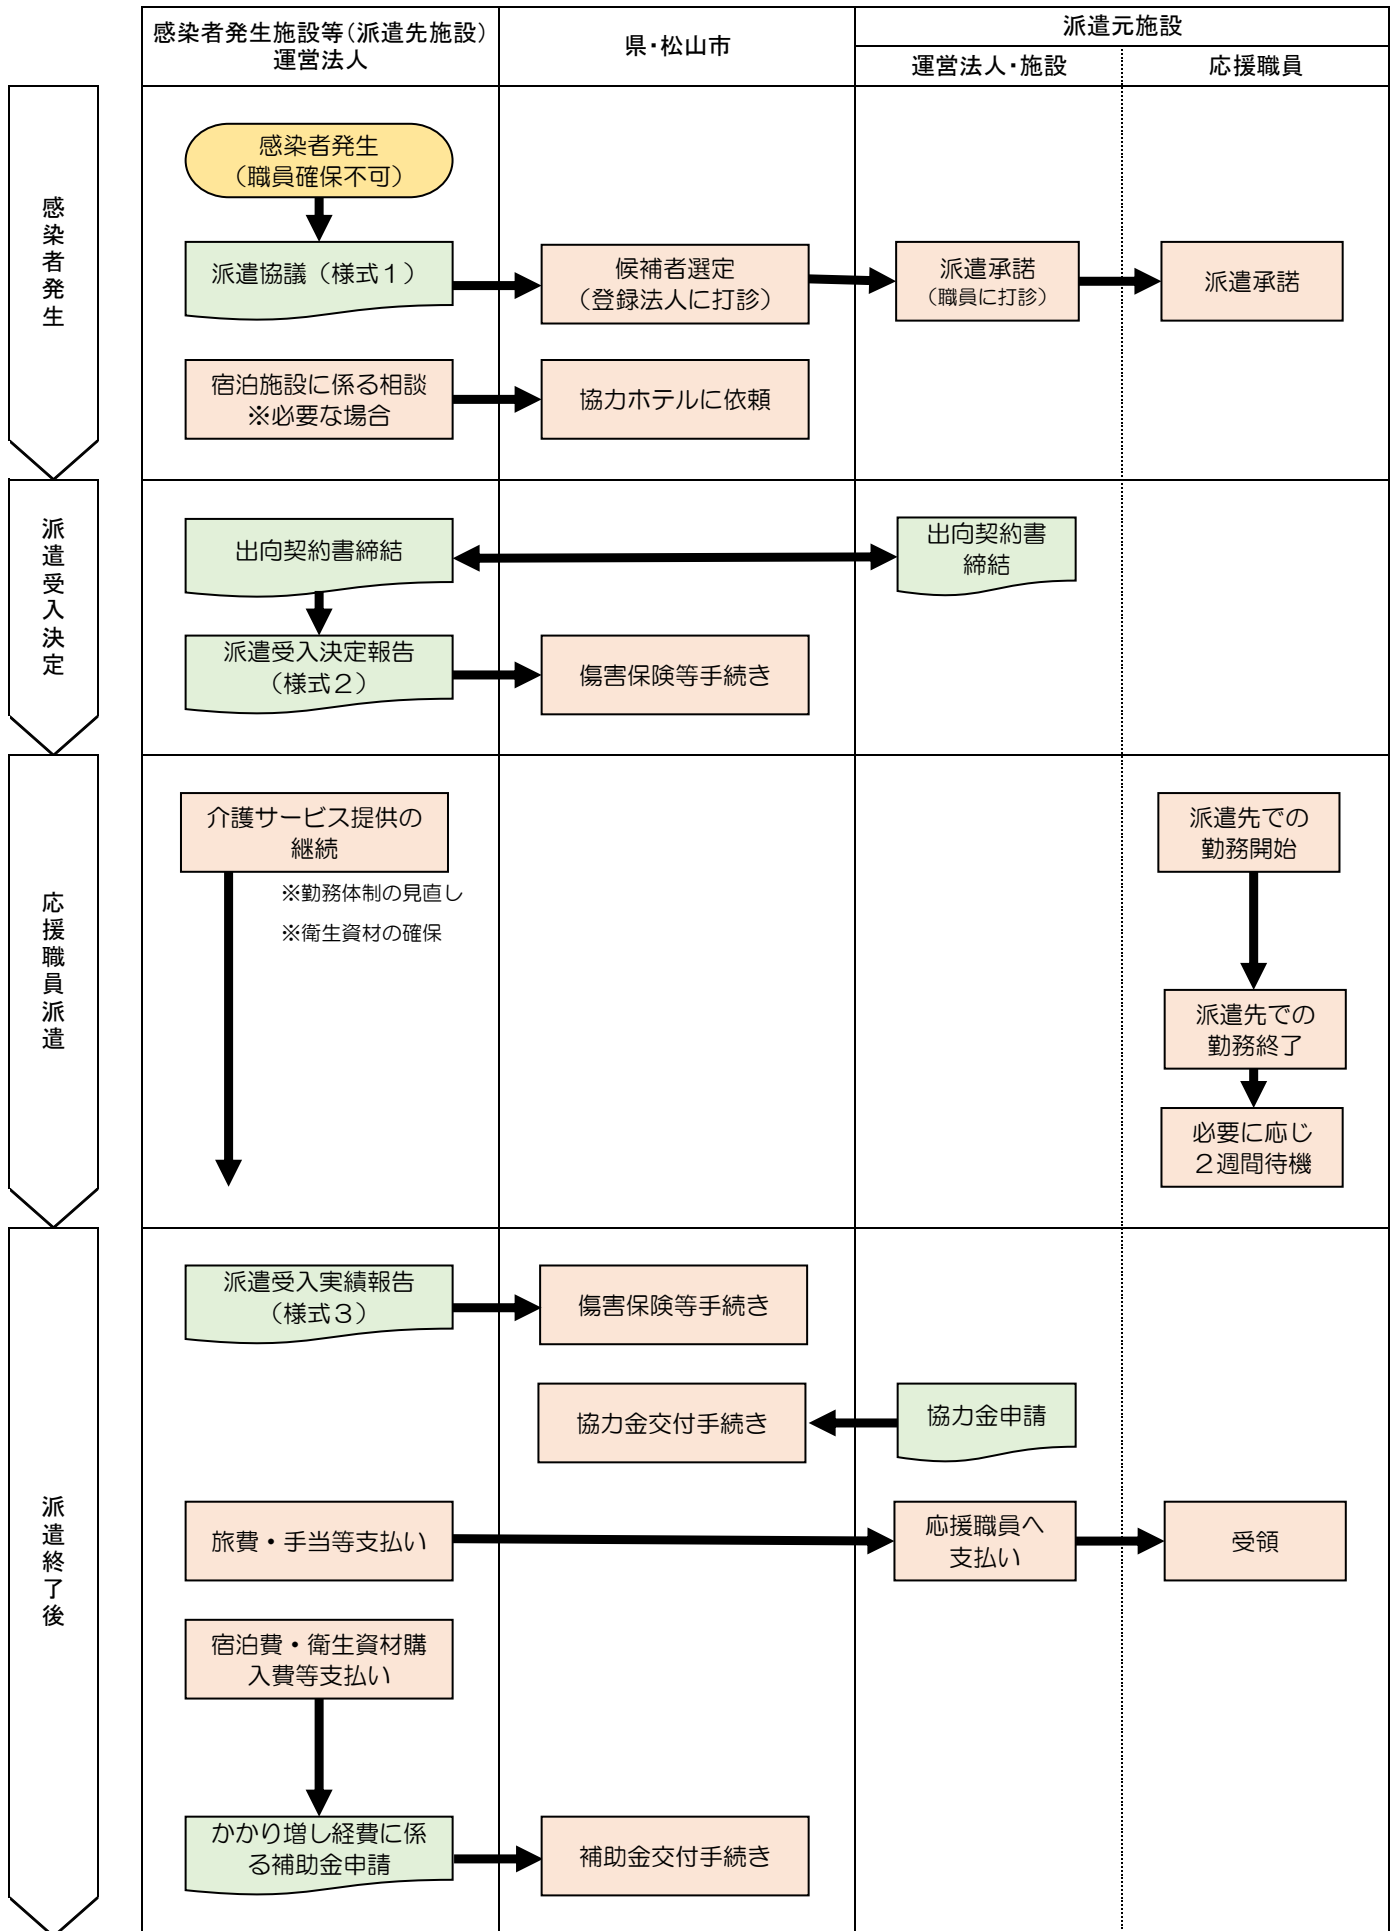 感染者発生施設等（派遣先施設）
運営法人
県・松山市
派遣元施設
運営法人・施設
応援職員
感染者発生
感染者発生
（職員確保不可）
派遣協議（様式１）
候補者選定
（登録法人に打診）
派遣承諾
（職員に打診）
派遣承諾
宿泊施設に係る相談
※必要な場合
協力ホテルに依頼
派遣受入決定
出向契約書締結
出向契約書
締結
派遣受入決定報告
（様式２）
傷害保険等手続き
応援職員派遣
介護サービス提供の
継続
※勤務体制の見直し
※衛生資材の確保
派遣先での
勤務開始
派遣先での
勤務終了
必要に応じ
２週間待機
派遣終了後
派遣受入実績報告
（様式３）
傷害保険等手続き
協力金交付手続き
協力金申請
旅費・手当等支払い
応援職員へ
支払い
受領
宿泊費・衛生資材購
入費等支払い
かかり増し経費に係
る補助金申請
補助金交付手続き